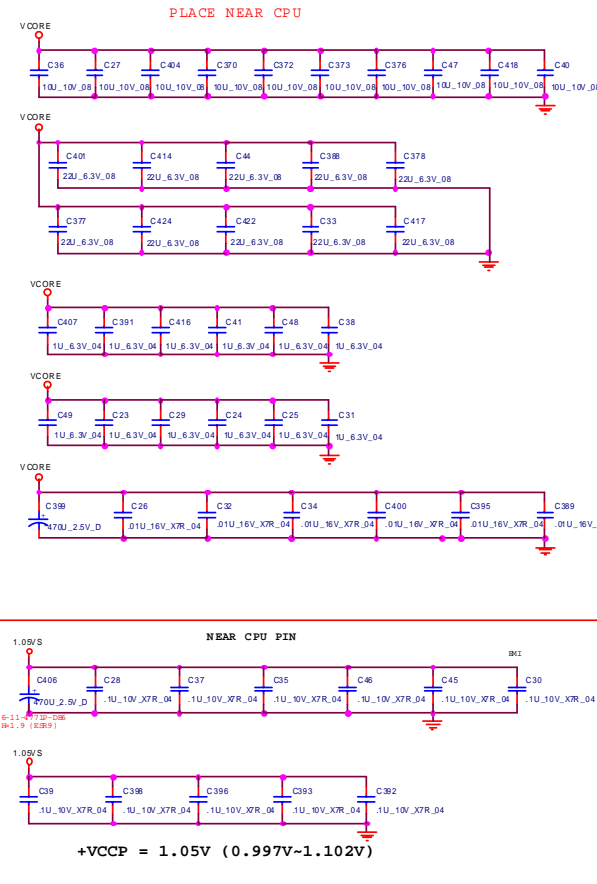 PLACE NEAR CPU
VCORE
C36 C27 C404 C370 C372 C373 C376 C47 C418 C40
10U_10V_08 10U_10V_08 10U_10V_08 10U_10V_08 10U_10V_08 10U_10V_08 10U_10V_08 10U_10V_08 10U_10V_08 10U_10V_08
VCORE
C401 C414 C44 C388 C378
22U_6.3V_08 22U_6.3V_08 22U_6.3V_08 22U_6.3V_08 22U_6.3V_08
C377 C424 C422 C33 C417
22U_6.3V_08 22U_6.3V_08 22U_6.3V_08 22U_6.3V_08 22U_6.3V_08
VCORE
C407 C391 C416 C41 C48 C38
1U_6.3V_04 1U_6.3V_04 1U_6.3V_04 1U_6.3V_04 1U_6.3V_04 1U_6.3V_04
VCORE
C49 C23 C29 C24 C25 C31
1U_6.3V_04 1U_6.3V_04 1U_6.3V_04 1U_6.3V_04 1U_6.3V_04 1U_6.3V_04
VCORE
C399 C26 C32 C34 C400 C395 C389
+
470U_2.5V_D .01U_16V_X7R_04 .01U_16V_X7R_04 .01U_16V_X7R_04 .01U_16V_X7R_04 .01U_16V_X7R_04 .01U_16V_
NEAR CPU PIN
1.05VS
EMI
C406 C28 C37 C35 C46 C45 C30
+
470U_2.5V_D .1U_10V_X7R_04 .1U_10V_X7R_04 .1U_10V_X7R_04 .1U_10V_X7R_04 .1U_10V_X7R_04 .1U_10V_X7R_04
H=1.9 (ESR9)
1.05VS
C39 C398 C396 C393 C392
.1U_10V_X7R_04 .1U_10V_X7R_04 .1U_10V_X7R_04 .1U_10V_X7R_04 .1U_10V_X7R_04
+VCCP = 1.05V (0.997V~1.102V)